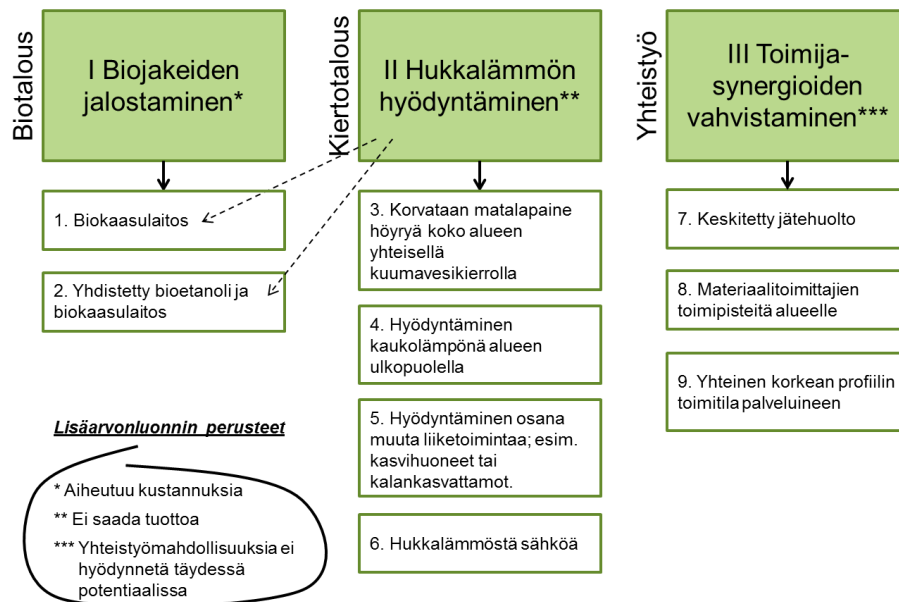 Biotalous
I Biojakeiden
jalostaminen*
1. Biokaasulaitos
2. Yhdistetty bioetanoli ja
biokaasulaitos
Kiertotalous
II Hukkalämmön
hyödyntäminen**
3. Korvataan matalapaine
höyryä koko alueen
yhteisellä
kuumavesikierrolla
4. Hyödyntäminen
kaukolämpönä alueen
ulkopuolella
5. Hyödyntäminen osana
muuta liiketoimintaa; esim.
kasvihuoneet tai
kalankasvattamot.
6. Hukkalämmöstä sähköä
Yhteistyö
III Toimija-
synergioiden
vahvistaminen***
7. Keskitetty jätehuolto
8. Materiaalitoimittajien
toimipisteitä alueelle
9. Yhteinen korkean profiilin
toimitila palveluineen
Lisäarvonluonnin perusteet
* Aiheutuu kustannuksia
** Ei saada tuottoa
*** Yhteistyömahdollisuuksia ei
hyödynnetä täydessä
potentiaalissa